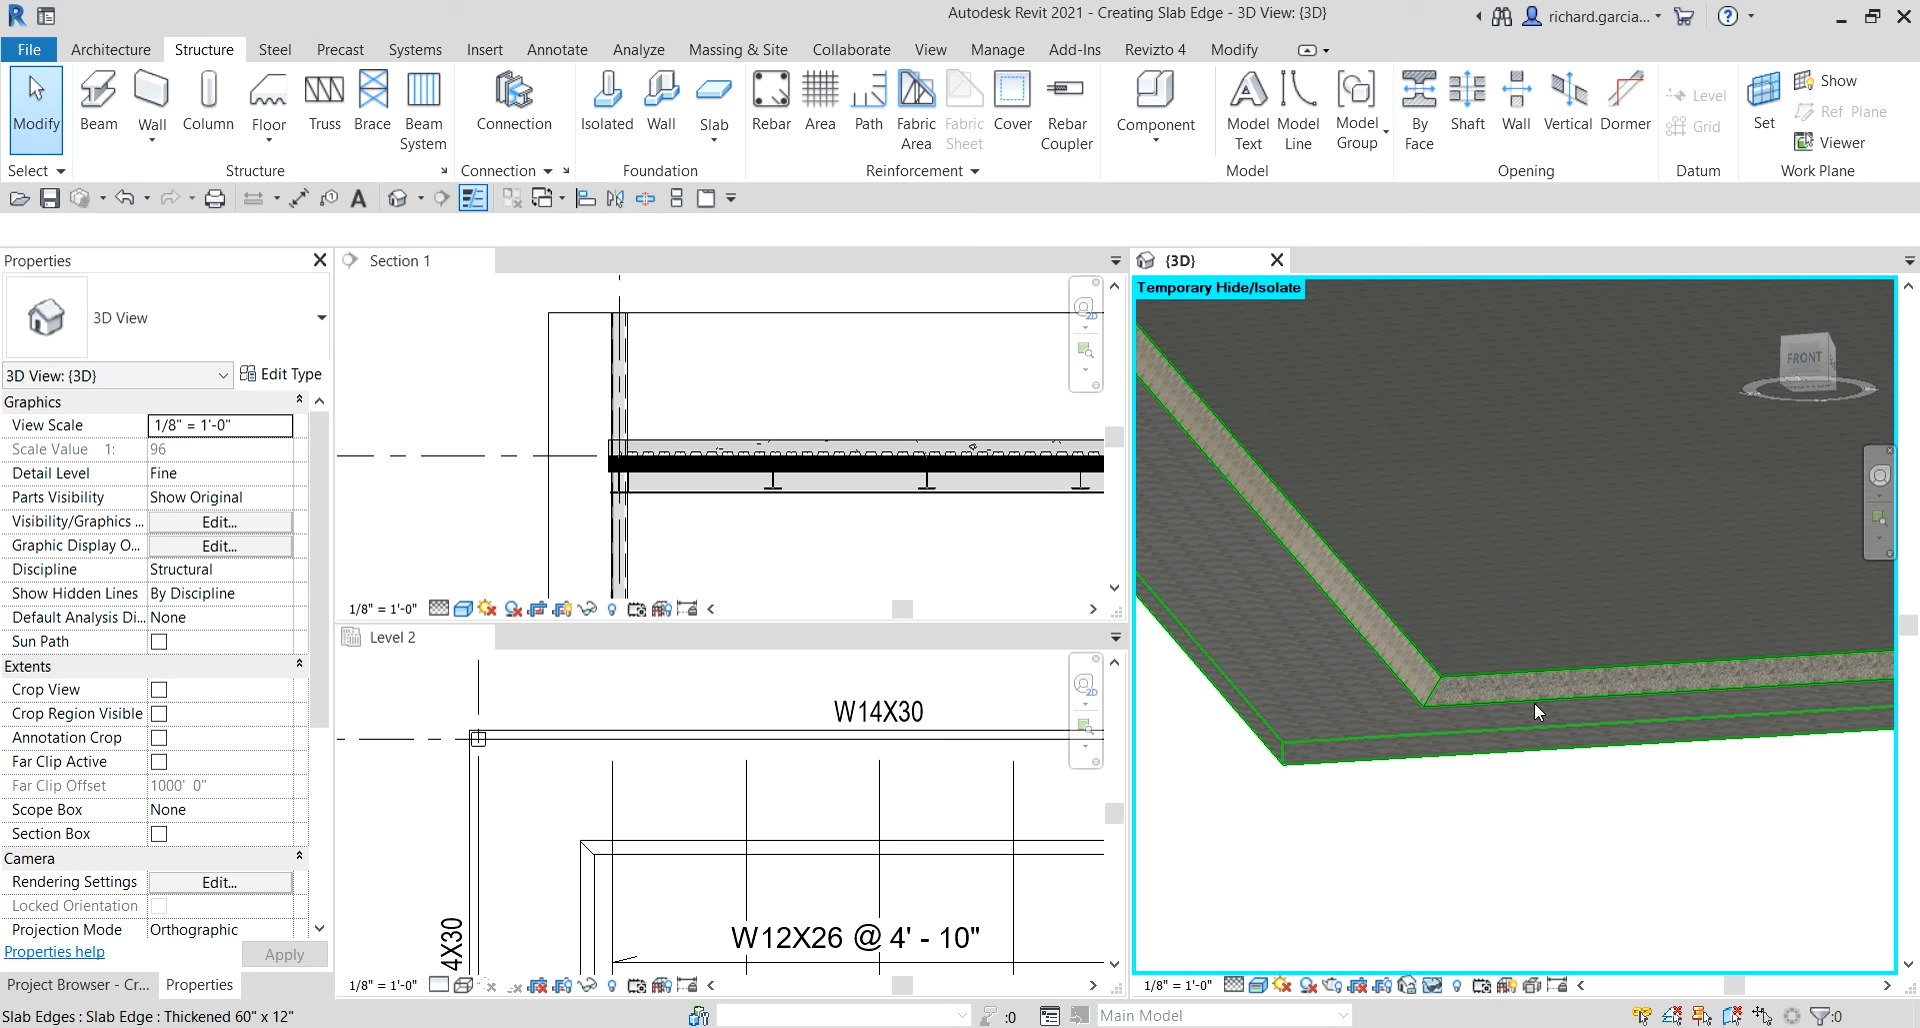 Autodesk Revit 2021 - Creating Slab Edge - 3D View: {3D}
richard.garcia...
File Architecture Structure Steel Precast Systems Insert Annotate Analyze Massing & Site Collaborate View Manage Add-Ins Revizto 4 Modify
Modify Beam Wall Column Floor Truss Brace Beam System Connection Isolated Wall Slab Rebar Area Path Fabric Area Fabric Sheet Cover Rebar Coupler Component Model Text Model Line Model Group By Face Shaft Wall Vertical Dormer Level Grid Set Show Ref Plane Viewer
Select Structure Connection Foundation Reinforcement Model Opening Datum Work Plane
Properties
3D View
3D View: {3D} Edit Type
Graphics
View Scale 1/8" = 1'-0"
Scale Value 1: 96
Detail Level Fine
Parts Visibility Show Original
Visibility/Graphics ... Edit...
Graphic Display O... Edit...
Discipline Structural
Show Hidden Lines By Discipline
Default Analysis Di... None
Sun Path
Extents
Crop View
Crop Region Visible
Annotation Crop
Far Clip Active
Far Clip Offset 1000' 0"
Scope Box None
Section Box
Camera
Rendering Settings Edit...
Locked Orientation
Projection Mode Orthographic
Properties help Apply
Project Browser - Cr... Properties
Section 1
2D
1/8" = 1'-0"
Level 2
2D
W14X30
4X30
W12X26 @ 4' - 10"
1/8" = 1'-0"
{3D}
Temporary Hide/Isolate
FRONT
1/8" = 1'-0"
Slab Edges : Slab Edge : Thickened 60" x 12" :0 Main Model :0